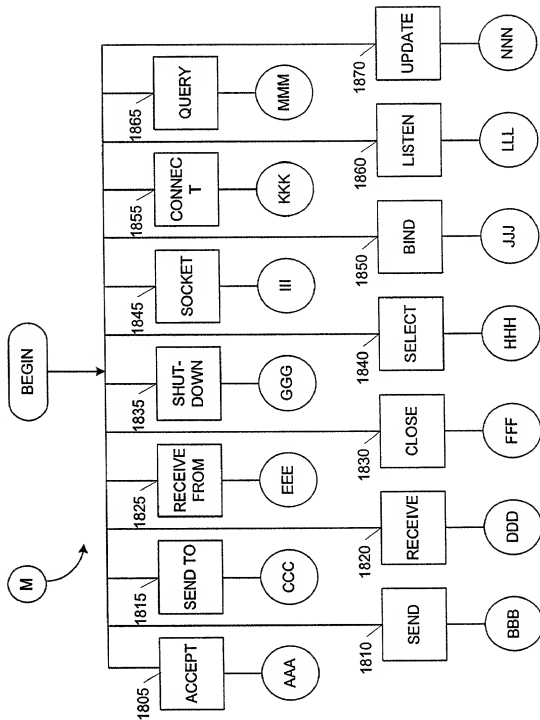 BEGIN
M
1805
ACCEPT
AAA
1815
SEND TO
CCC
1825
RECEIVE
FROM
EEE
1835
SHUT-
DOWN
GGG
1845
SOCKET
III
1855
CONNEC
T
KKK
1865
QUERY
MMM
1810
SEND
BBB
1820
RECEIVE
DDD
1830
CLOSE
FFF
1840
SELECT
HHH
1850
BIND
JJJ
1860
LISTEN
LLL
1870
UPDATE
NNN